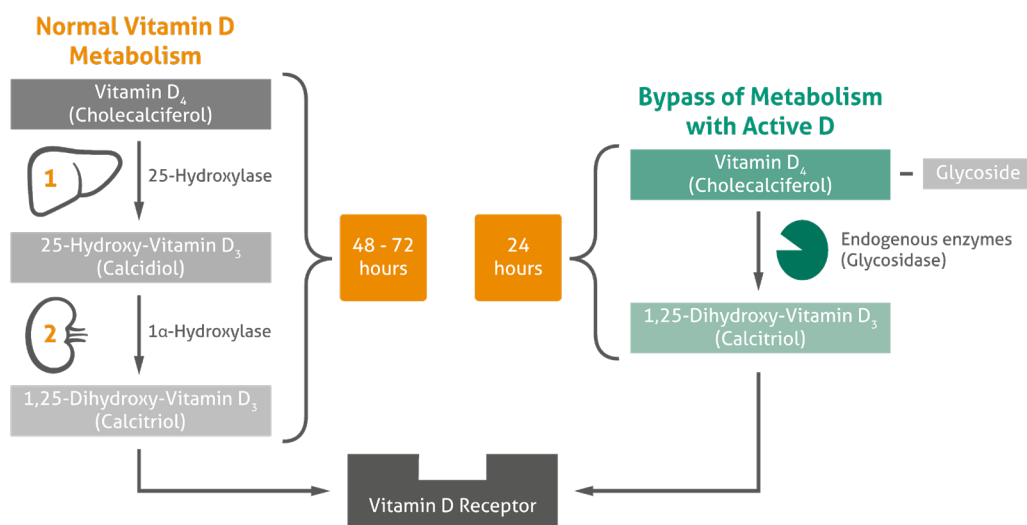 Normal Vitamin D
Metabolism
Vitamin D₄
(Cholecalciferol)
1
25-Hydroxylase
25-Hydroxy-Vitamin D₃
(Calcidiol)
2
1α-Hydroxylase
1,25-Dihydroxy-Vitamin D₃
(Calcitriol)
48 - 72
hours
24
hours
Bypass of Metabolism
with Active D
Vitamin D₄
(Cholecalciferol)
Glycoside
Endogenous enzymes
(Glycosidase)
1,25-Dihydroxy-Vitamin D₃
(Calcitriol)
Vitamin D Receptor